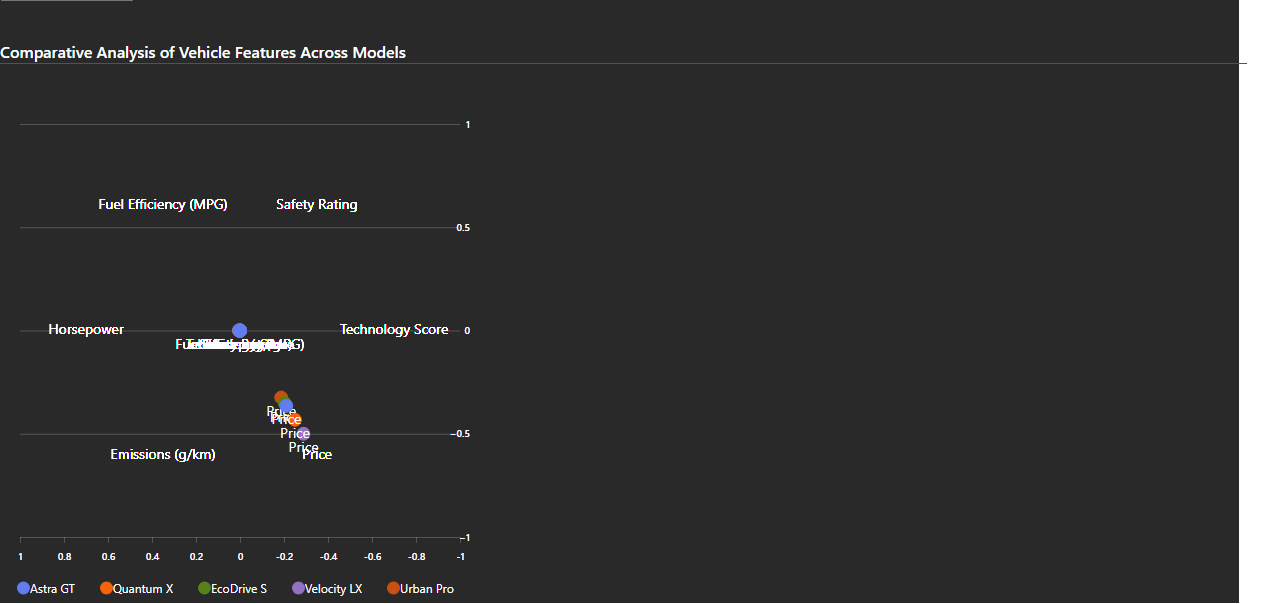 Comparative Analysis of Vehicle Features Across Models
1
Fuel Efficiency (MPG) Safety Rating
0.5
Horsepower Technology Score 0
Price
Price
Price
Price
-0.5
Price
Emissions (g/km) Price
-1
1 0.8 0.6 0.4 0.2 0 -0.2 -0.4 -0.6 -0.8 -1
Astra GT Quantum X EcoDrive S Velocity LX Urban Pro